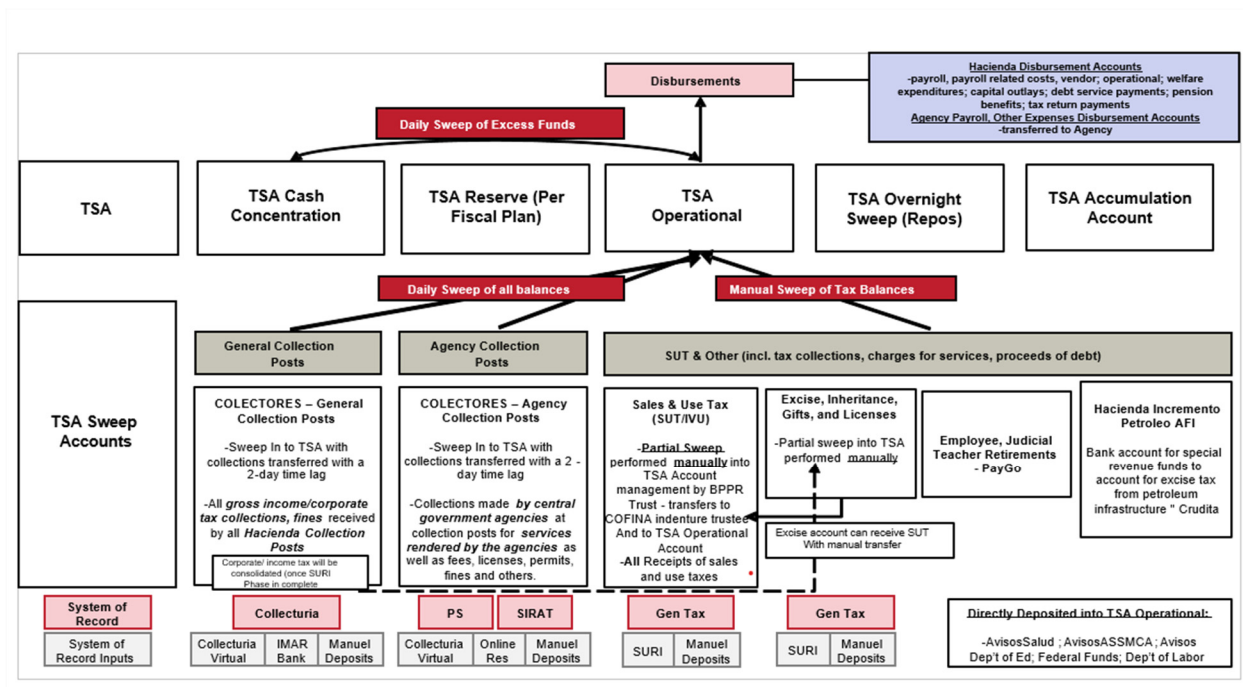 Disbursements
Hacienda Disbursement Accounts
-payroll, payroll related costs, vendor; operational; welfare
expenditures; capital outlays; debt service payments; pension
benefits; tax return payments
Agency Payroll, Other Expenses Disbursement Accounts
-transferred to Agency
Daily Sweep of Excess Funds
TSA
TSA Cash
Concentration
TSA Reserve (Per
Fiscal Plan)
TSA
Operational
TSA Overnight
Sweep (Repos)
TSA Accumulation
Account
Daily Sweep of all balances
Manual Sweep of Tax Balances
TSA Sweep
Accounts
General Collection
Posts
Agency Collection
Posts
SUT & Other (incl. tax collections, charges for services, proceeds of debt)
COLECTORES – General
Collection Posts
-Sweep In to TSA with
collections transferred with a
2-day time lag
-All gross income/corporate
tax collections, fines received
by all Hacienda Collection
Posts
Corporate/ income tax will be
consolidated (once SURI
Phase in complete
COLECTORES – Agency
Collection Posts
-Sweep In to TSA with
collections transferred with a 2 -
day time lag
-Collections made by central
government agencies at
collection posts for services
rendered by the agencies as
well as fees, licenses, permits,
fines and others.
Sales & Use Tax
(SUT/IVU)
-Partial Sweep
performed manually into
TSA Account
management by BPPR
Trust - transfers to
COFINA indenture trustee
And to TSA Operational
Account
-All Receipts of sales
and use taxes
Excise, Inheritance,
Gifts, and Licenses
-Partial sweep into TSA
performed manually
Excise account can receive SUT
With manual transfer
Employee, Judicial
Teacher Retirements
- PayGo
Hacienda Incremento
Petroleo AFI
Bank account for special
revenue funds to
account for excise tax
from petroleum
infrastructure " Crudita
System of
Record
Collecturia
PS
SIRAT
Gen Tax
Gen Tax
System of
Record Inputs
Collecturia
Virtual
IMAR
Bank
Manuel
Deposits
Collecturia
Virtual
Online
Res
Manuel
Deposits
SURI
Manuel
Deposits
SURI
Manuel
Deposits
Directly Deposited into TSA Operational:
-AvisosSalud ; AvisosASSMCA ; Avisos
Dep't of Ed; Federal Funds; Dep't of Labor